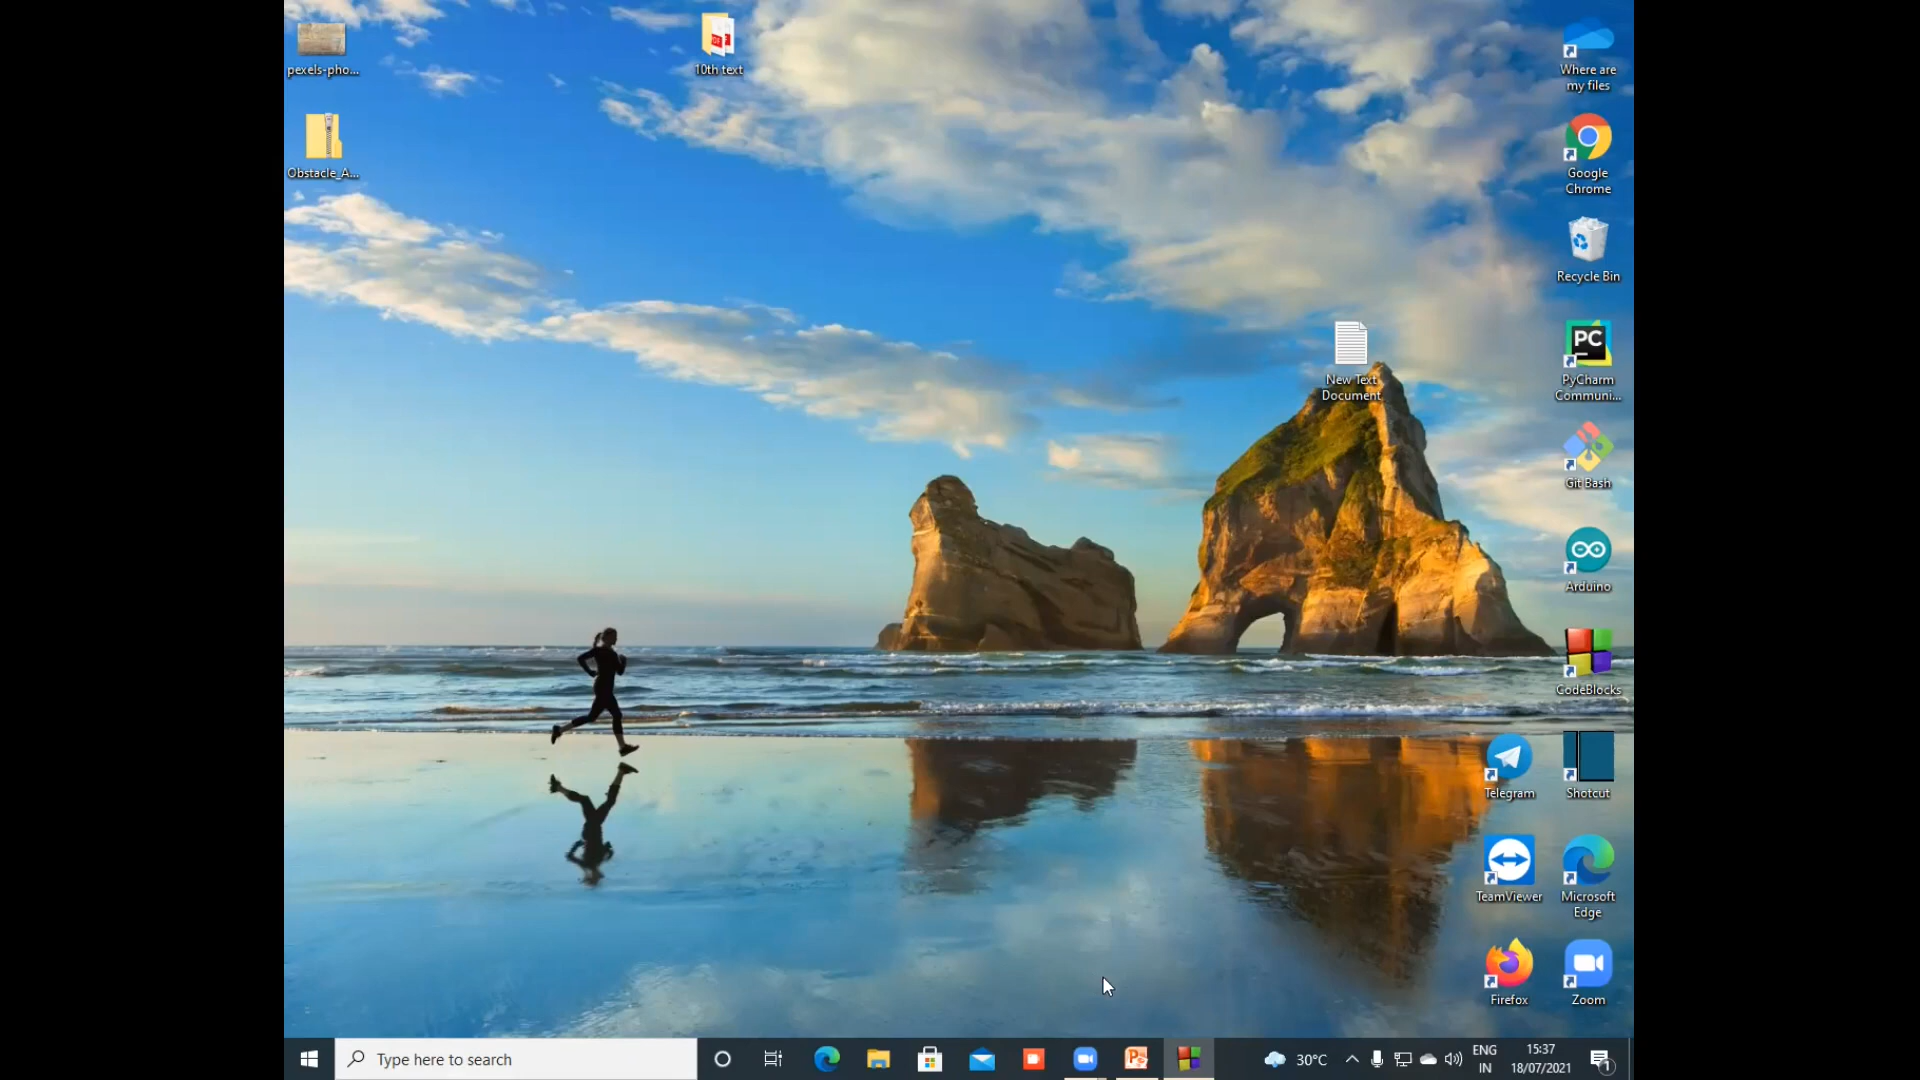 pexels-pho...
Obstacle_A...
10th text
New Text
Document
Where are
my files
Google
Chrome
Recycle Bin
PC
PyCharm
Communi...
Git Bash
Arduino
CodeBlocks
Telegram
Shotcut
TeamViewer
Microsoft
Edge
Firefox
Zoom
Type here to search
30°C
ENG
IN
15:37
18/07/2021
1